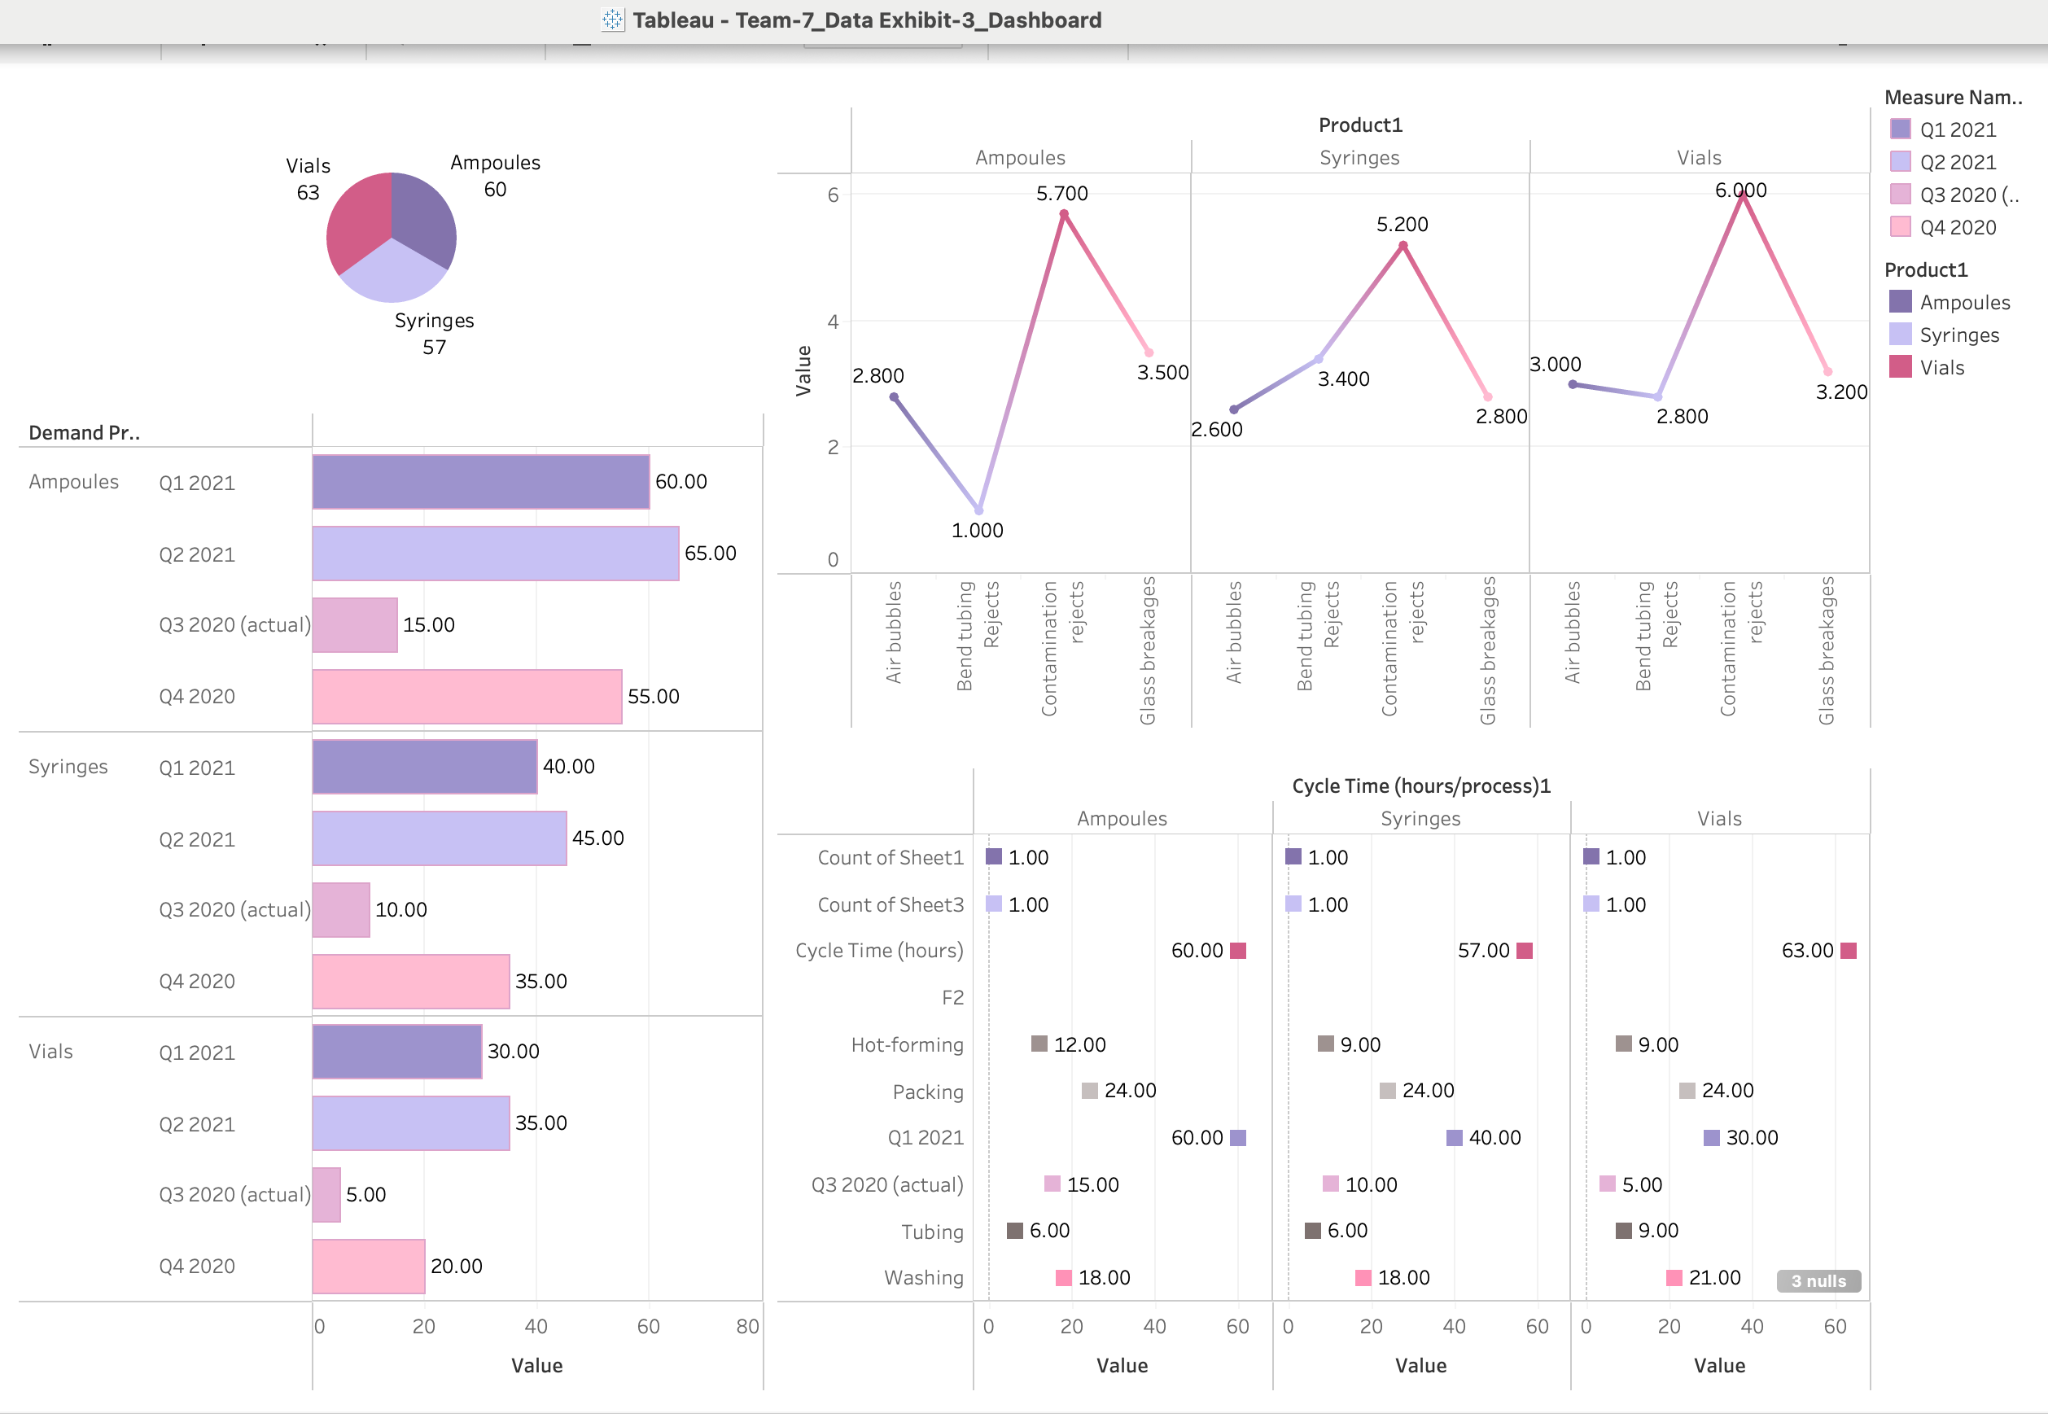 Tableau - Team-7_Data Exhibit-3_Dashboard
Vials
63
Ampoules
60
Syringes
57
Demand Pr..
Ampoules
Q1 2021
60.00
Q2 2021
65.00
Q3 2020 (actual)
15.00
Q4 2020
55.00
Syringes
Q1 2021
40.00
Q2 2021
45.00
Q3 2020 (actual)
10.00
Q4 2020
35.00
Vials
Q1 2021
30.00
Q2 2021
35.00
Q3 2020 (actual)
5.00
Q4 2020
20.00
0 20 40 60 80
Value
Product1
Ampoules Syringes Vials
Value
6
4
2
0
2.800
1.000
5.700
3.500
2.600
3.400
5.200
2.800
3.000
2.800
6.000
3.200
Air bubbles
Bend tubing
Rejects
Contamination
rejects
Glass breakages
Air bubbles
Bend tubing
Rejects
Contamination
rejects
Glass breakages
Air bubbles
Bend tubing
Rejects
Contamination
rejects
Glass breakages
Cycle Time (hours/process)1
Ampoules Syringes Vials
Count of Sheet1 1.00 1.00 1.00
Count of Sheet3 1.00 1.00 1.00
Cycle Time (hours) 60.00 57.00 63.00
F2
Hot-forming 12.00 9.00 9.00
Packing 24.00 24.00 24.00
Q1 2021 60.00 40.00 30.00
Q3 2020 (actual) 15.00 10.00 5.00
Tubing 6.00 6.00 9.00
Washing 18.00 18.00 21.00
3 nulls
0 20 40 60 0 20 40 60 0 20 40 60
Value Value Value
Measure Nam..
Q1 2021
Q2 2021
Q3 2020 (..
Q4 2020
Product1
Ampoules
Syringes
Vials